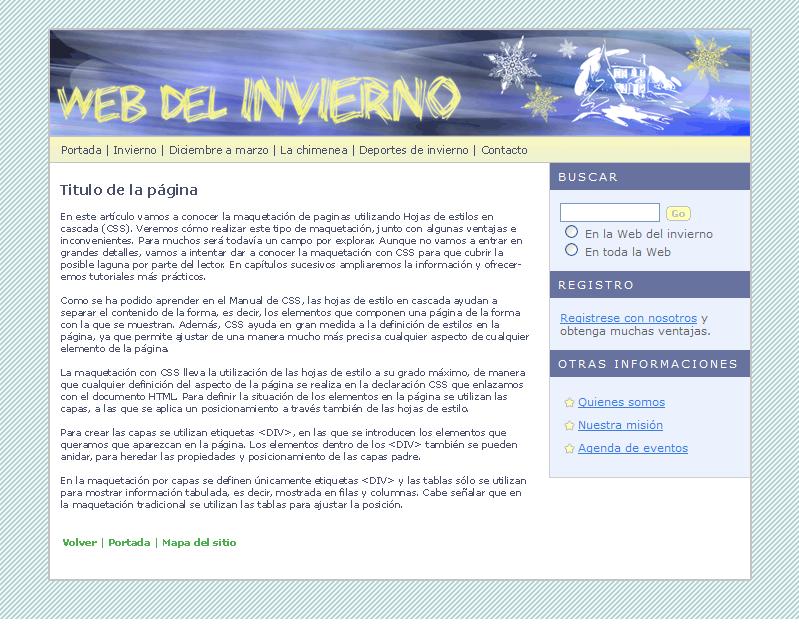 WEB DEL INVIERNO
Portada | Invierno | Diciembre a marzo | La chimenea | Deportes de invierno | Contacto
Titulo de la página
En este artículo vamos a conocer la maquetación de paginas utilizando Hojas de estilos en
cascada (CSS). Veremos cómo realizar este tipo de maquetación, junto con algunas ventajas e
inconvenientes. Para muchos será todavía un campo por explorar. Aunque no vamos a entrar en
grandes detalles, vamos a intentar dar a conocer la maquetación con CSS para que cubrir la
posible laguna por parte del lector. En capítulos sucesivos ampliaremos la información y ofrecer-
emos tutoriales más prácticos.
Como se ha podido aprender en el Manual de CSS, las hojas de estilo en cascada ayudan a
separar el contenido de la forma, es decir, los elementos que componen una página de la forma
con la que se muestran. Además, CSS ayuda en gran medida a la definición de estilos en la
página, ya que permite ajustar de una manera mucho más precisa cualquier aspecto de cualquier
elemento de la página.
La maquetación con CSS lleva la utilización de las hojas de estilo a su grado máximo, de manera
que cualquier definición del aspecto de la página se realiza en la declaración CSS que enlazamos
con el documento HTML. Para definir la situación de los elementos en la página se utilizan las
capas, a las que se aplica un posicionamiento a través también de las hojas de estilo.
Para crear las capas se utilizan etiquetas <DIV>, en las que se introducen los elementos que
queramos que aparezcan en la página. Los elementos dentro de los <DIV> también se pueden
anidar, para heredar las propiedades y posicionamiento de las capas padre.
En la maquetación por capas se definen únicamente etiquetas <DIV> y las tablas sólo se utilizan
para mostrar información tabulada, es decir, mostrada en filas y columnas. Cabe señalar que en
la maquetación tradicional se utilizan las tablas para ajustar la posición.
Volver | Portada | Mapa del sitio
BUSCAR
Go
En la Web del invierno
En toda la Web
REGISTRO
Registrese con nosotros y
obtenga muchas ventajas.
OTRAS INFORMACIONES
Quienes somos
Nuestra misión
Agenda de eventos